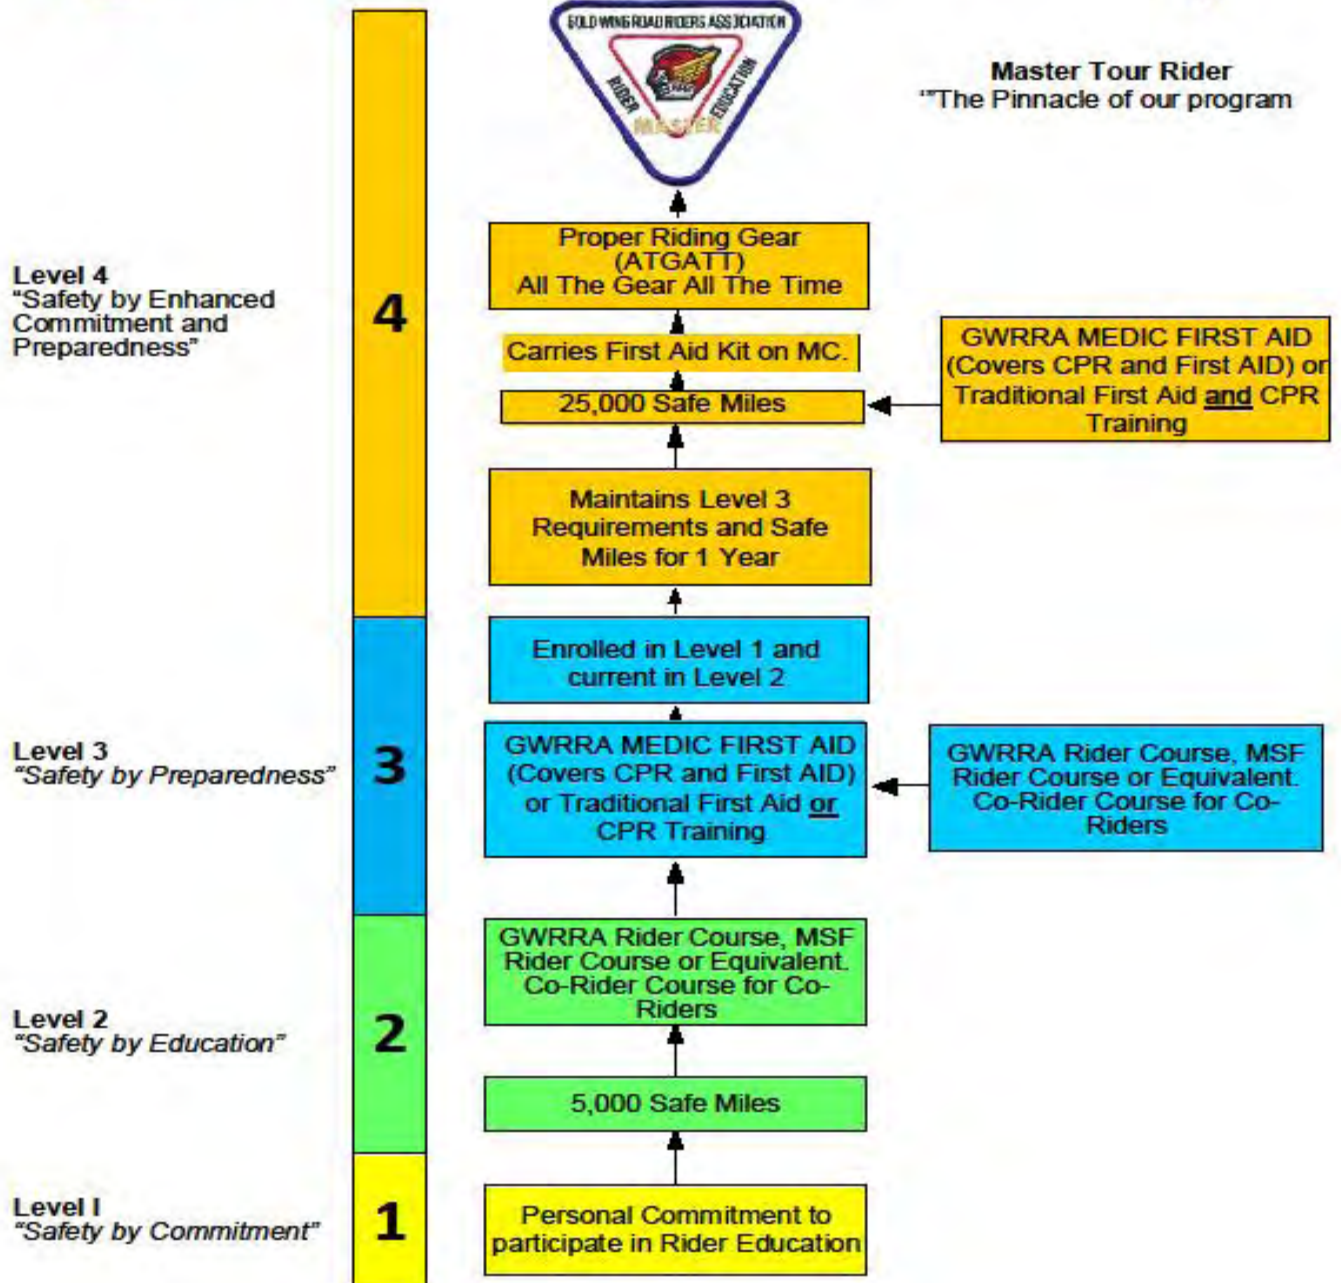 GOLD WING ROAD RIDERS ASSOCIATION
RIDER
EDUCATION
MASTER
Master Tour Rider
‘”The Pinnacle of our program
Level 4
“Safety by Enhanced
Commitment and
Preparedness”
4
Proper Riding Gear
(ATGATT)
All The Gear All The Time
Carries First Aid Kit on MC.
25,000 Safe Miles
GWRRA MEDIC FIRST AID
(Covers CPR and First AID) or
Traditional First Aid and CPR
Training
Maintains Level 3
Requirements and Safe
Miles for 1 Year
Enrolled in Level 1 and
current in Level 2
Level 3
“Safety by Preparedness”
3
GWRRA MEDIC FIRST AID
(Covers CPR and First AID)
or Traditional First Aid or
CPR Training
GWRRA Rider Course, MSF
Rider Course or Equivalent.
Co-Rider Course for Co-
Riders
Level 2
“Safety by Education”
2
GWRRA Rider Course, MSF
Rider Course or Equivalent.
Co-Rider Course for Co-
Riders
5,000 Safe Miles
Level I
“Safety by Commitment”
1
Personal Commitment to
participate in Rider Education